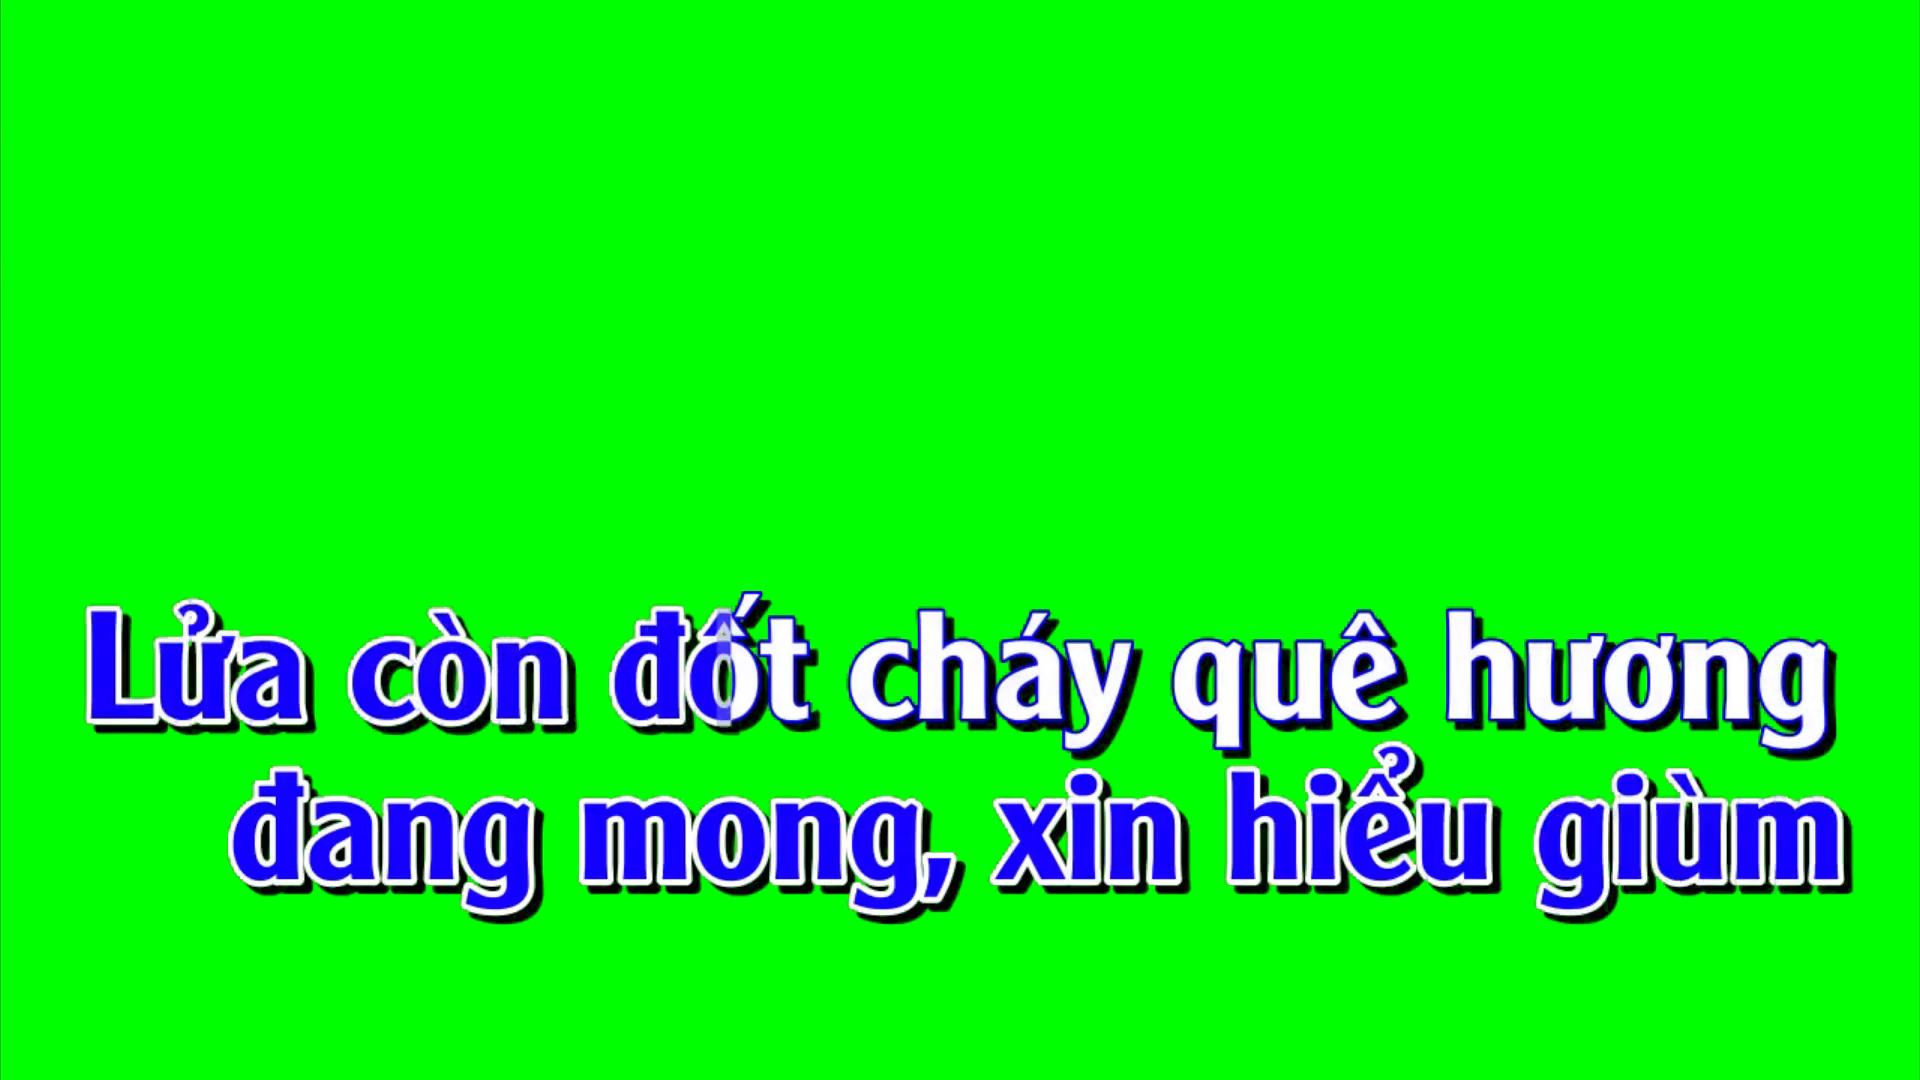 Lửa còn đốt cháy quê hương
đang mong, xin hiểu giùm